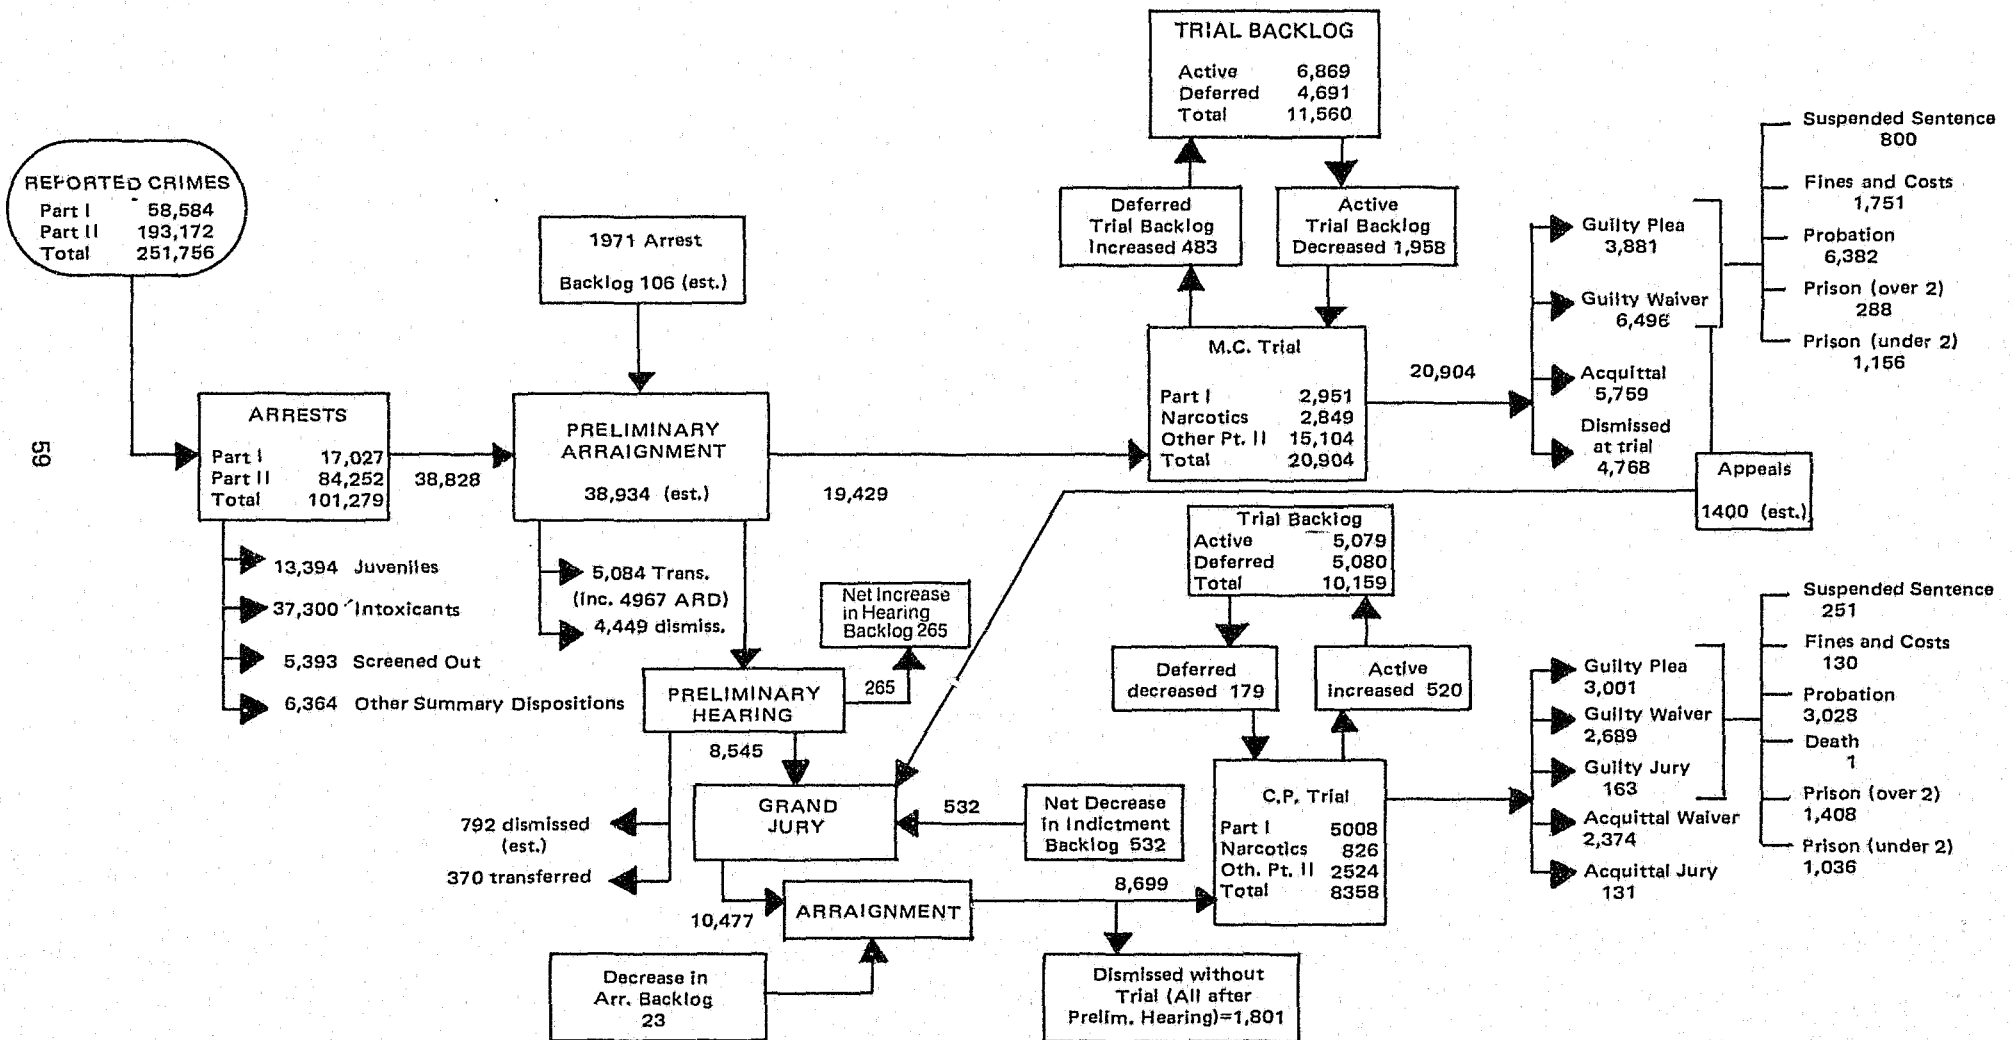 TRIAL BACKLOG
Active 6,869
Deferred 4,691
Total 11,560
REPORTED CRIMES
Part I 58,584
Part II 193,172
Total 251,756
1971 Arrest
Backlog 106 (est.)
Deferred
Trial Backlog
Increased 483
Active
Trial Backlog
Decreased 1,958
Guilty Plea
3,881
Guilty Waiver
6,496
Acquittal
5,759
Dismissed
at trial
4,768
Suspended Sentence
800
Fines and Costs
1,751
Probation
6,382
Prison (over 2)
288
Prison (under 2)
1,156
ARRESTS
Part I 17,027
Part II 84,252
Total 101,279
38,828
PRELIMINARY
ARRAIGNMENT
38,934 (est.)
19,429
M.C. Trial
Part I 2,951
Narcotics 2,849
Other Pt. II 15,104
Total 20,904
20,904
Appeals
1400 (est.)
59
13,394 Juveniles
37,300 Intoxicants
5,393 Screened Out
6,364 Other Summary Dispositions
5,084 Trans.
(Inc. 4967 ARD)
4,449 dismiss.
Net Increase
in Hearing
Backlog 265
265
PRELIMINARY
HEARING
8,545
792 dismissed
(est.)
370 transferred
GRAND
JURY
532
Net Decrease
in Indictment
Backlog 532
10,477
ARRAIGNMENT
8,699
Decrease in
Arr. Backlog
23
Dismissed without
Trial (All after
Prelim. Hearing)=1,801
Trial Backlog
Active 5,079
Deferred 5,080
Total 10,159
Deferred
decreased 179
Active
increased 520
C.P. Trial
Part I 5008
Narcotics 826
Oth. Pt. II 2524
Total 8358
Guilty Plea
3,001
Guilty Waiver
2,689
Guilty Jury
163
Acquittal Waiver
2,374
Acquittal Jury
131
Suspended Sentence
251
Fines and Costs
130
Probation
3,028
Death
1
Prison (over 2)
1,408
Prison (under 2)
1,036